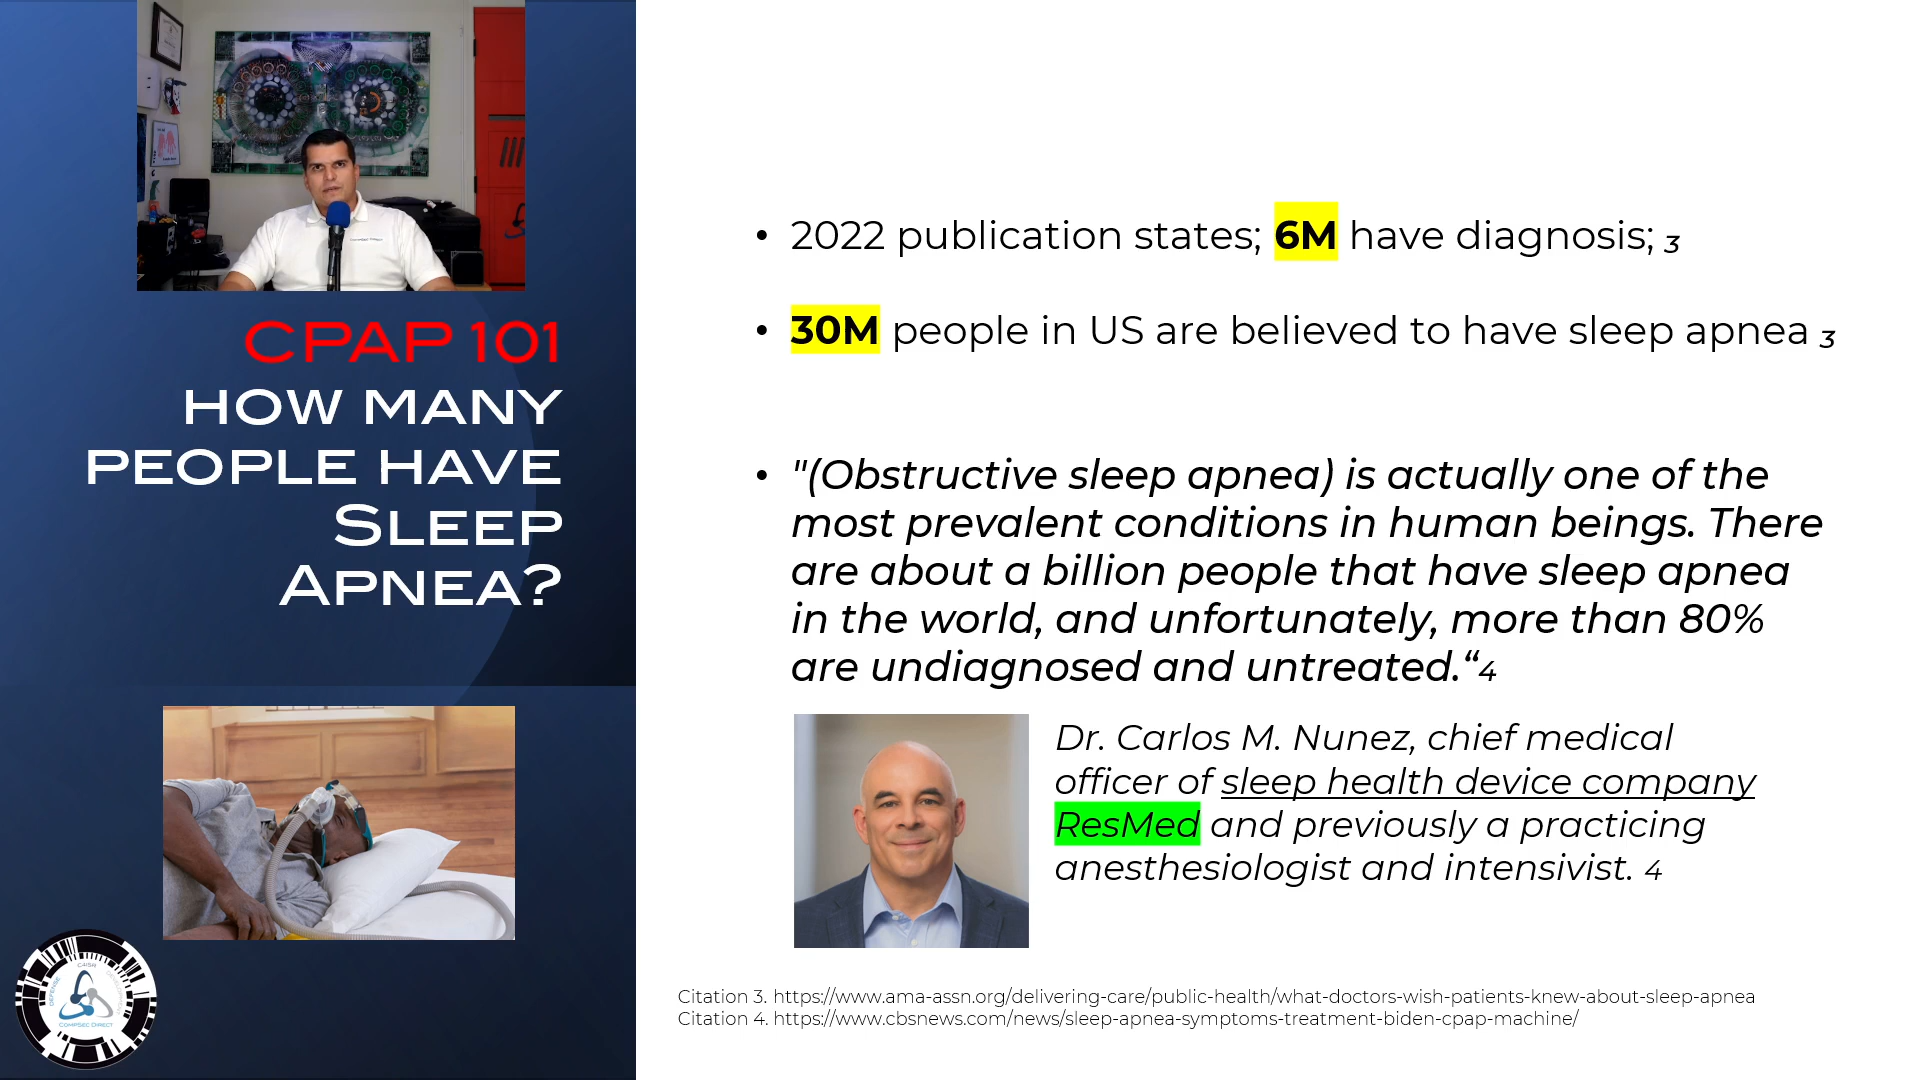 CPAP 101
HOW MANY
PEOPLE HAVE
SLEEP
APNEA?
• 2022 publication states; 6M have diagnosis; 3
• 30M people in US are believed to have sleep apnea 3
• "(Obstructive sleep apnea) is actually one of the
most prevalent conditions in human beings. There
are about a billion people that have sleep apnea
in the world, and unfortunately, more than 80%
are undiagnosed and untreated.“4
Dr. Carlos M. Nunez, chief medical
officer of sleep health device company
ResMed and previously a practicing
anesthesiologist and intensivist. 4
Citation 3. https://www.ama-assn.org/delivering-care/public-health/what-doctors-wish-patients-knew-about-sleep-apnea
Citation 4. https://www.cbsnews.com/news/sleep-apnea-symptoms-treatment-biden-cpap-machine/
C4ISR
DEFENSE
COMPSEC DIRECT
COMPSEC DIRECT